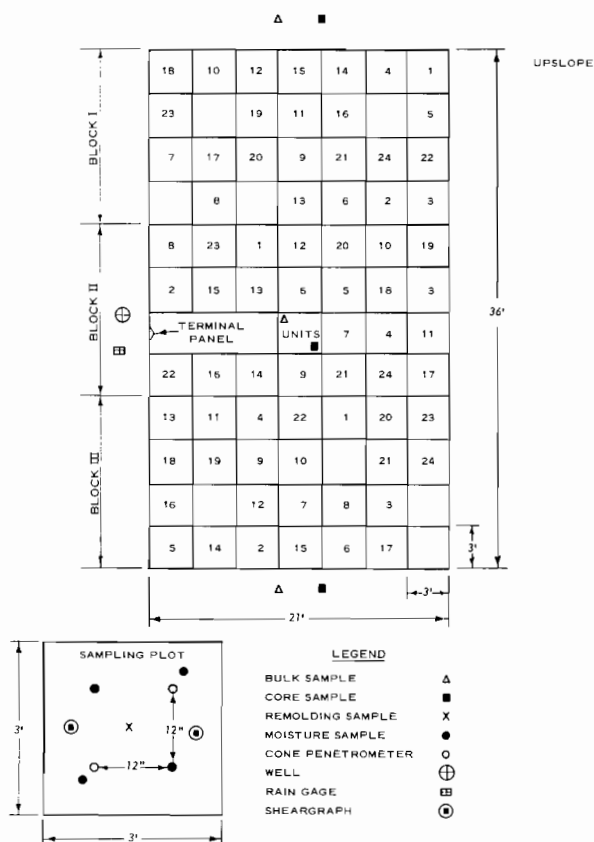 UPSLOPE
BLOCK I
18 10 12 15 14 4 1
23 19 11 16 5
7 17 20 9 21 24 22
8 13 6 2 3
BLOCK II
8 23 1 12 20 10 19
2 15 13 6 5 18 3
TERMINAL PANEL UNITS 7 4 11
22 16 14 9 21 24 17
36'
BLOCK III
13 11 4 22 1 20 23
18 19 9 10 21 24
16 12 7 8 3
5 14 2 15 6 17
3'
3'
21'
SAMPLING PLOT
3'
12"
12"
3'
LEGEND
BULK SAMPLE
CORE SAMPLE
REMOLDING SAMPLE X
MOISTURE SAMPLE
CONE PENETROMETER
WELL
RAIN GAGE
SHEARGRAPH